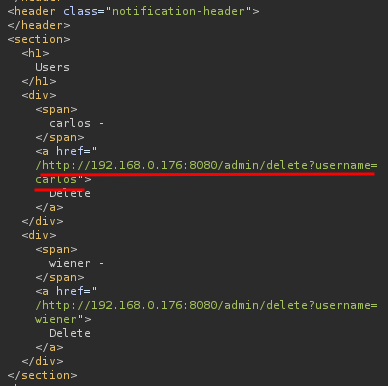 <header class="notification-header">
</header>
<section>
<h1>
Users
</h1>
<div>
<span>
carlos -
</span>
<a href="
/http://192.168.0.176:8080/admin/delete?username=
carlos">
Delete
</a>
</div>
<div>
<span>
wiener -
</span>
<a href="
/http://192.168.0.176:8080/admin/delete?username=
wiener">
Delete
</a>
</div>
</section>